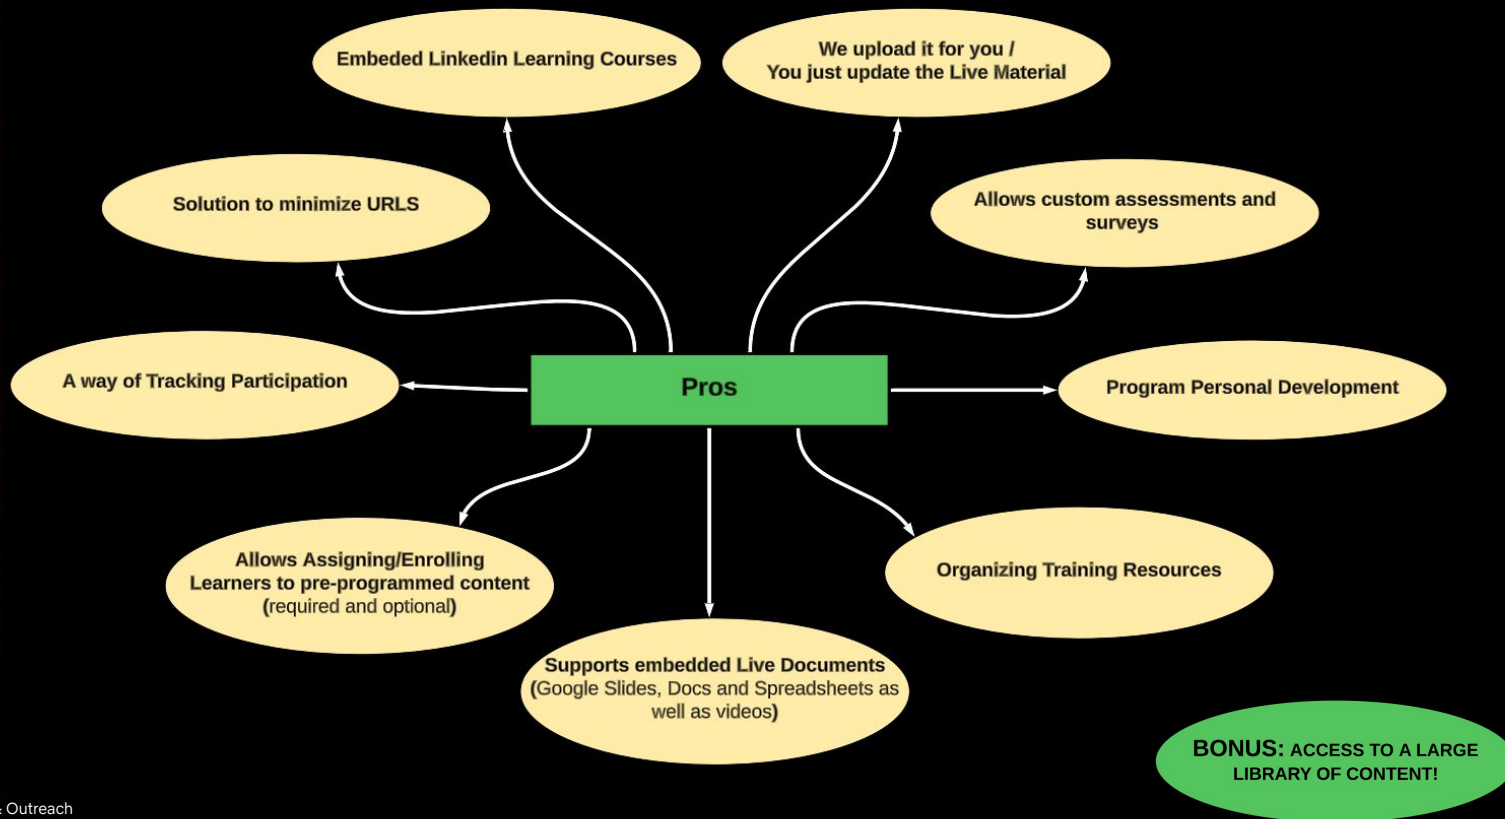 Embeded Linkedin Learning Courses
We upload it for you /
You just update the Live Material
Solution to minimize URLS
Allows custom assessments and
surveys
A way of Tracking Participation
Pros
Program Personal Development
Allows Assigning/Enrolling
Learners to pre-programmed content
(required and optional)
Organizing Training Resources
Supports embedded Live Documents
(Google Slides, Docs and Spreadsheets as
well as videos)
BONUS: ACCESS TO A LARGE
LIBRARY OF CONTENT!
Outreach